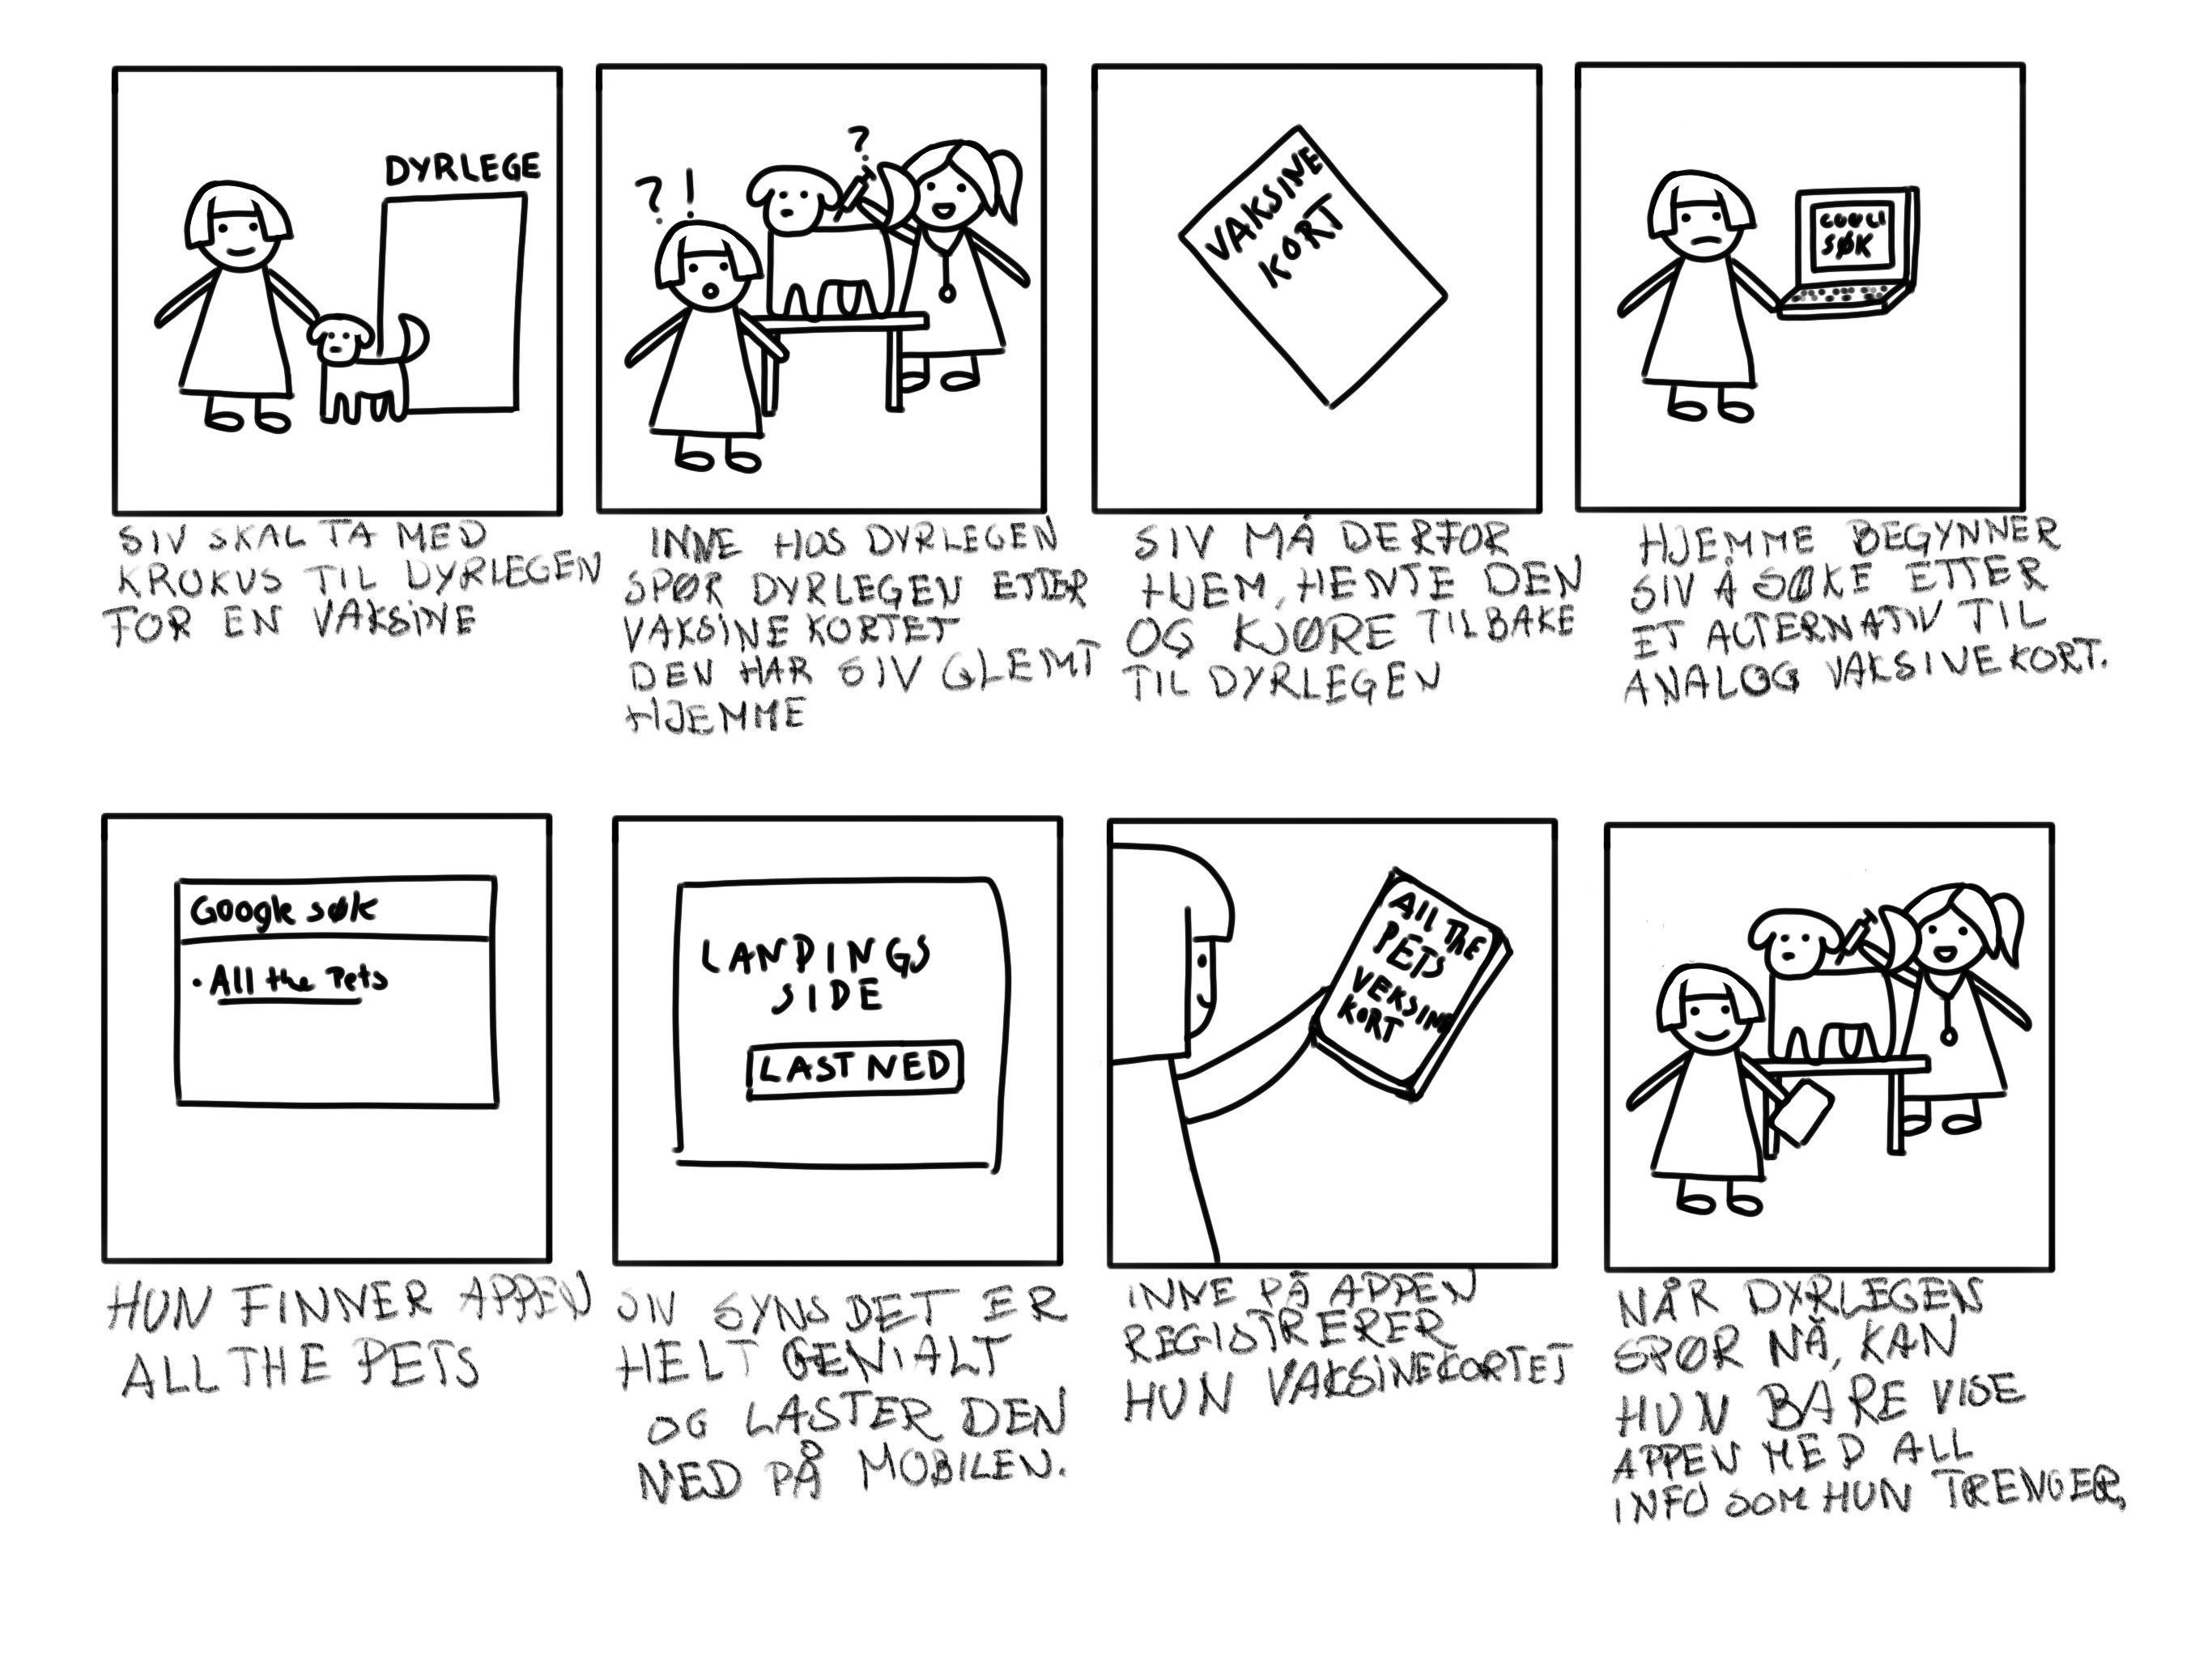 DYRLEGE
SIV SKAL TA MED
KROKUS TIL DYRLEGEN
FOR EN VAKSINE
? !
?
INNE HOS DYRLEGEN
SPØR DYRLEGEN ETTER
VAKSINEKORTET
DEN HAR SIV GLEMT
HJEMME
VAKSINE
KORT
SIV MÅ DERFOR
HJEM, HENTE DEN
OG KJØRE TILBAKE
TIL DYRLEGEN
SØK
HJEMME BEGYNNER
SIV Å SØKE ETTER
ET ALTERNATIV TIL
ANALOG VAKSINEKORT.
Google søk
• All the Pets
HUN FINNER APPEN
ALL THE PETS
LANDINGS
SIDE
LAST NED
SIV SYNS DET ER
HELT GENIALT
OG LASTER DEN
NED PÅ MOBILEN.
All THE
PETS
VEKSINE
KORT
INNE PÅ APPEN
REGISTRERER
HUN VAKSINEKORTET
NÅR DYRLEGEN
SPØR NÅ, KAN
HUN BARE VISE
APPEN MED ALL
INFO SOM HUN TRENGER,